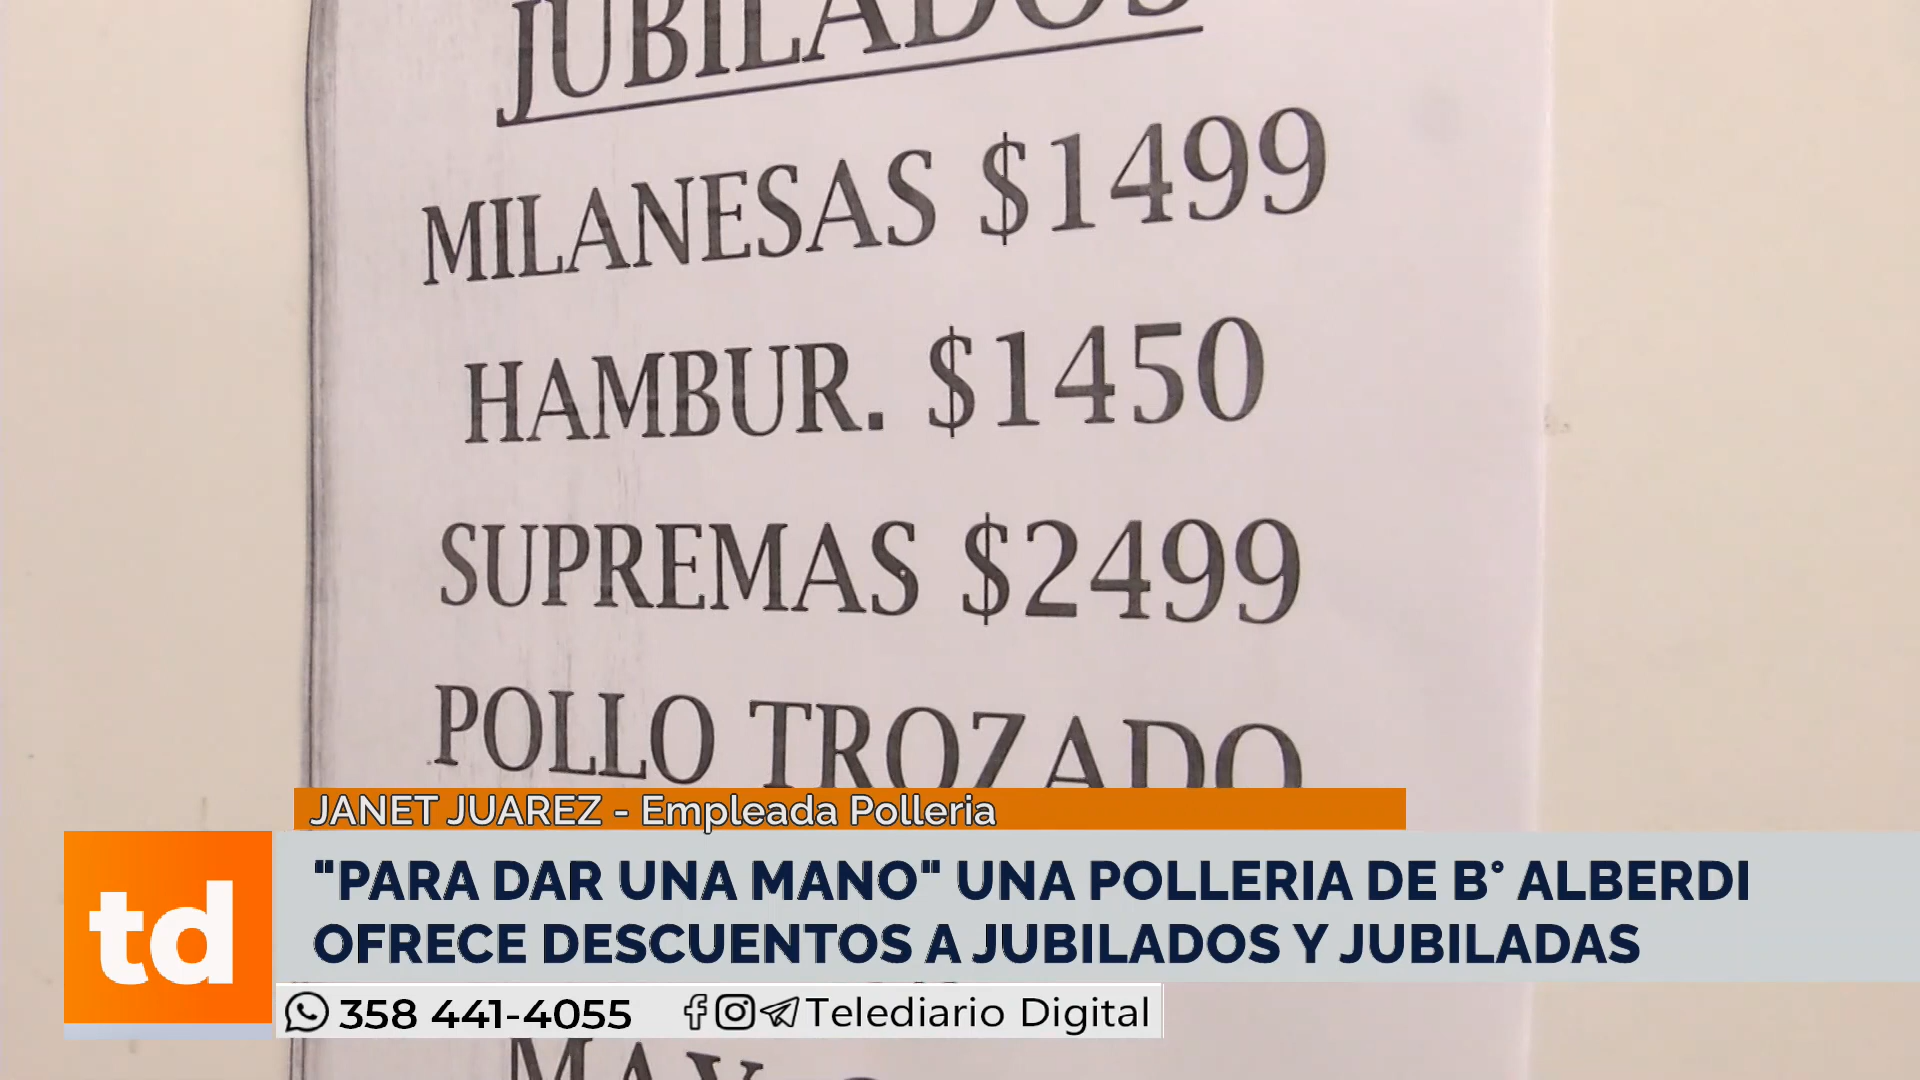 JUBILADOS
MILANESAS $1499
HAMBUR. $1450
SUPREMAS $2499
POLLO TROZADO
JANET JUAREZ - Empleada Polleria
"PARA DAR UNA MANO" UNA POLLERIA DE B° ALBERDI
OFRECE DESCUENTOS A JUBILADOS Y JUBILADAS
td
358 441-4055 Telediario Digital